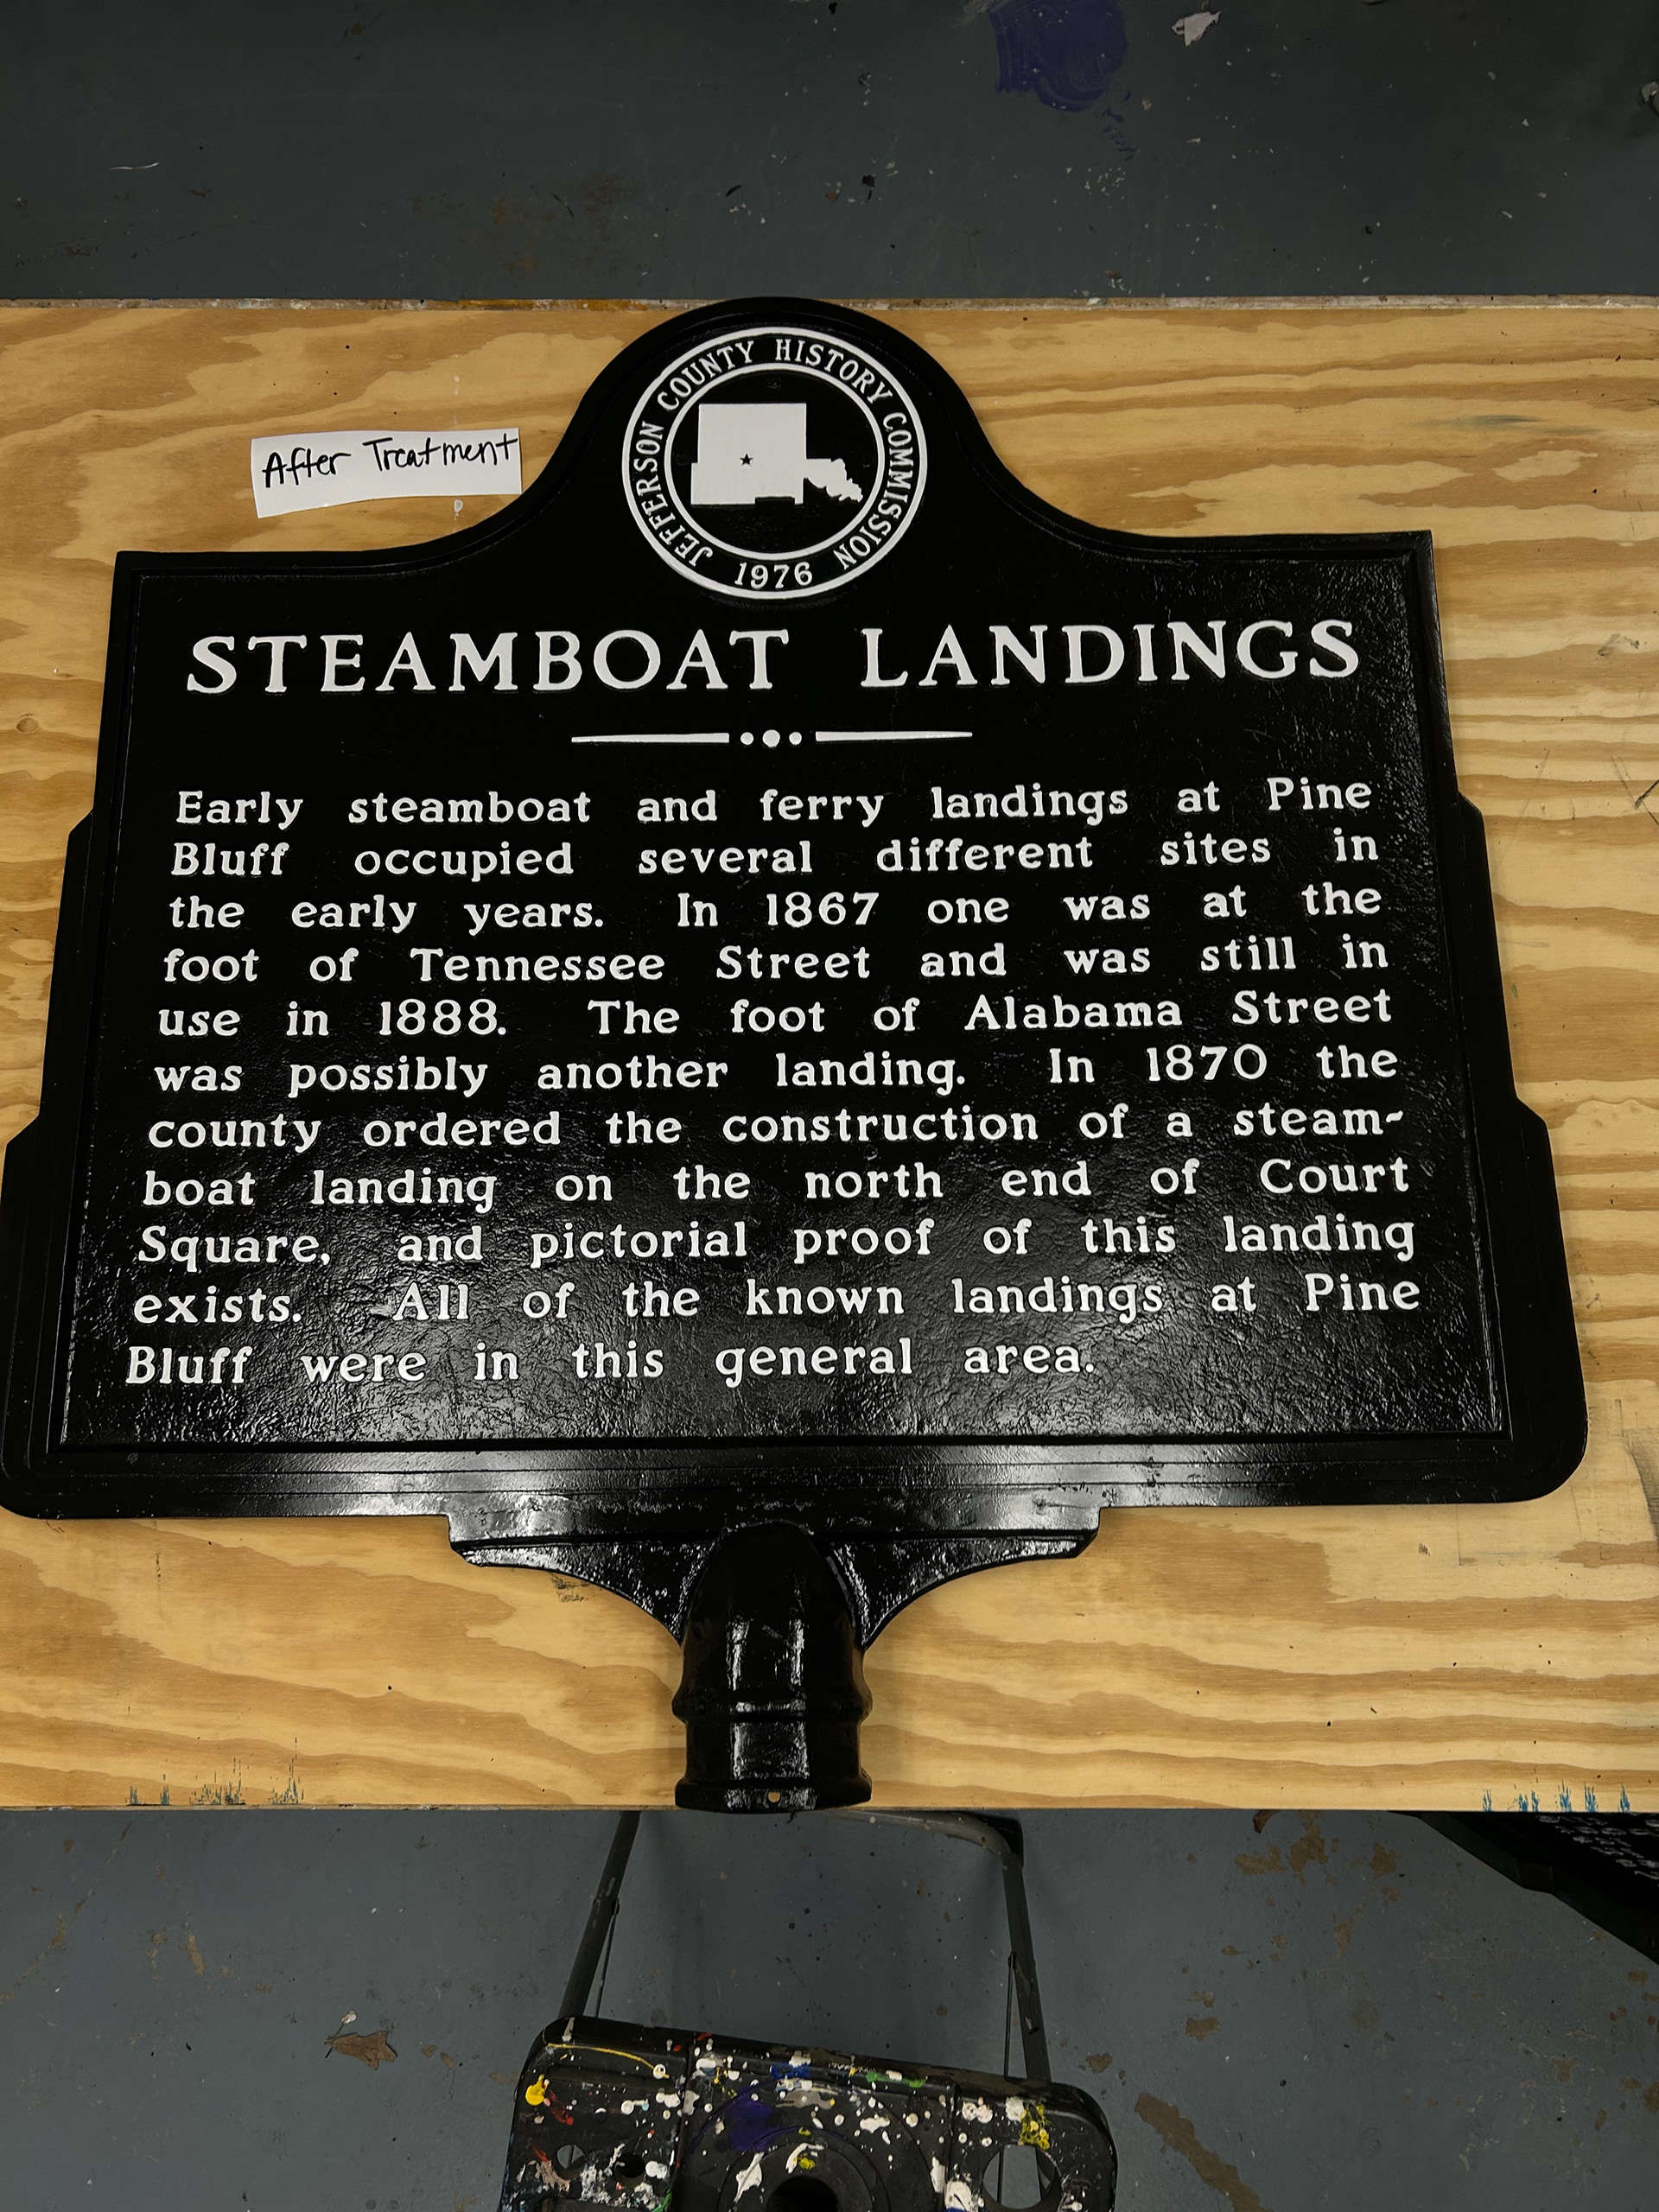 JEFFERSON COUNTY HISTORY COMMISSION
1976
After Treatment
STEAMBOAT LANDINGS
Early steamboat and ferry landings at Pine
Bluff occupied several different sites in
the early years. In 1867 one was at the
foot of Tennessee Street and was still in
use in 1888. The foot of Alabama Street
was possibly another landing. In 1870 the
county ordered the construction of a steam-
boat landing on the north end of Court
Square, and pictorial proof of this landing
exists. All of the known landings at Pine
Bluff were in this general area.